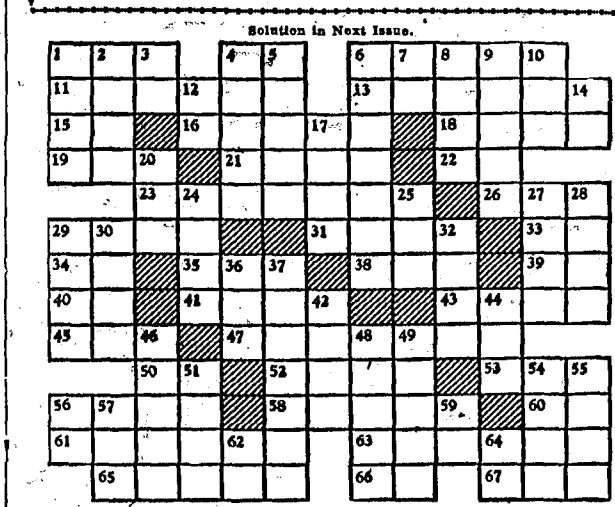 Solution in Next Issue.
1 2 3 4 5 6 7 8 9 10
11 12 13 14
15 16 17 18
19 20 21 22
23 24 25 26 27 28
29 30 31 32 33
34 35 36 37 38 39
40 41 42 43 44
45 46 47 48 49
50 51 52 53 54 55
56 57 58 59 60
61 62 63 64
65 66 67